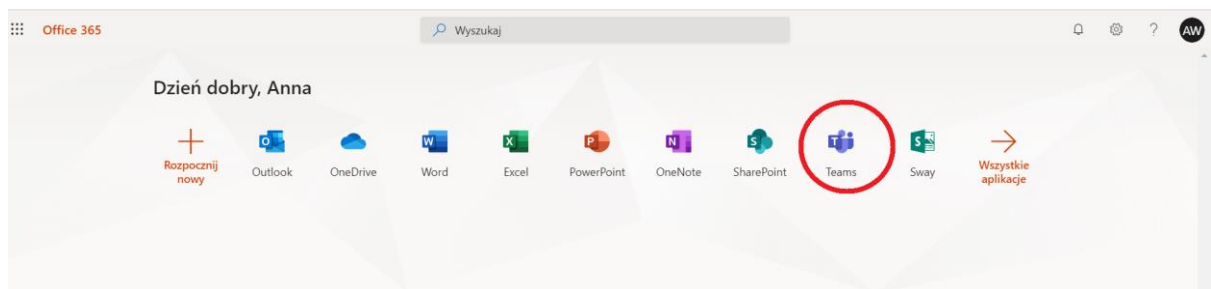 Office 365
Wyszukaj
?
AW
Dzień dobry, Anna
Rozpocznij
nowy
Outlook
OneDrive
Word
Excel
PowerPoint
OneNote
SharePoint
Teams
Sway
Wszystkie
aplikacje